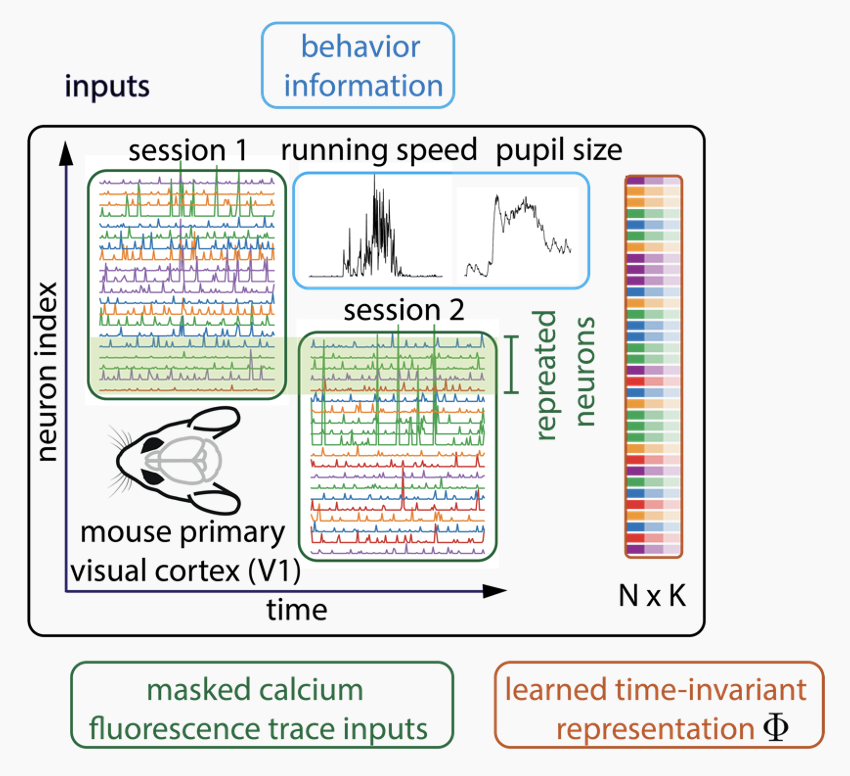 behavior
information
inputs
session 1
running speed
pupil size
session 2
neuron index
repreated
neurons
mouse primary
visual cortex (V1)
time
N x K
masked calcium
fluorescence trace inputs
learned time-invariant
representation Φ